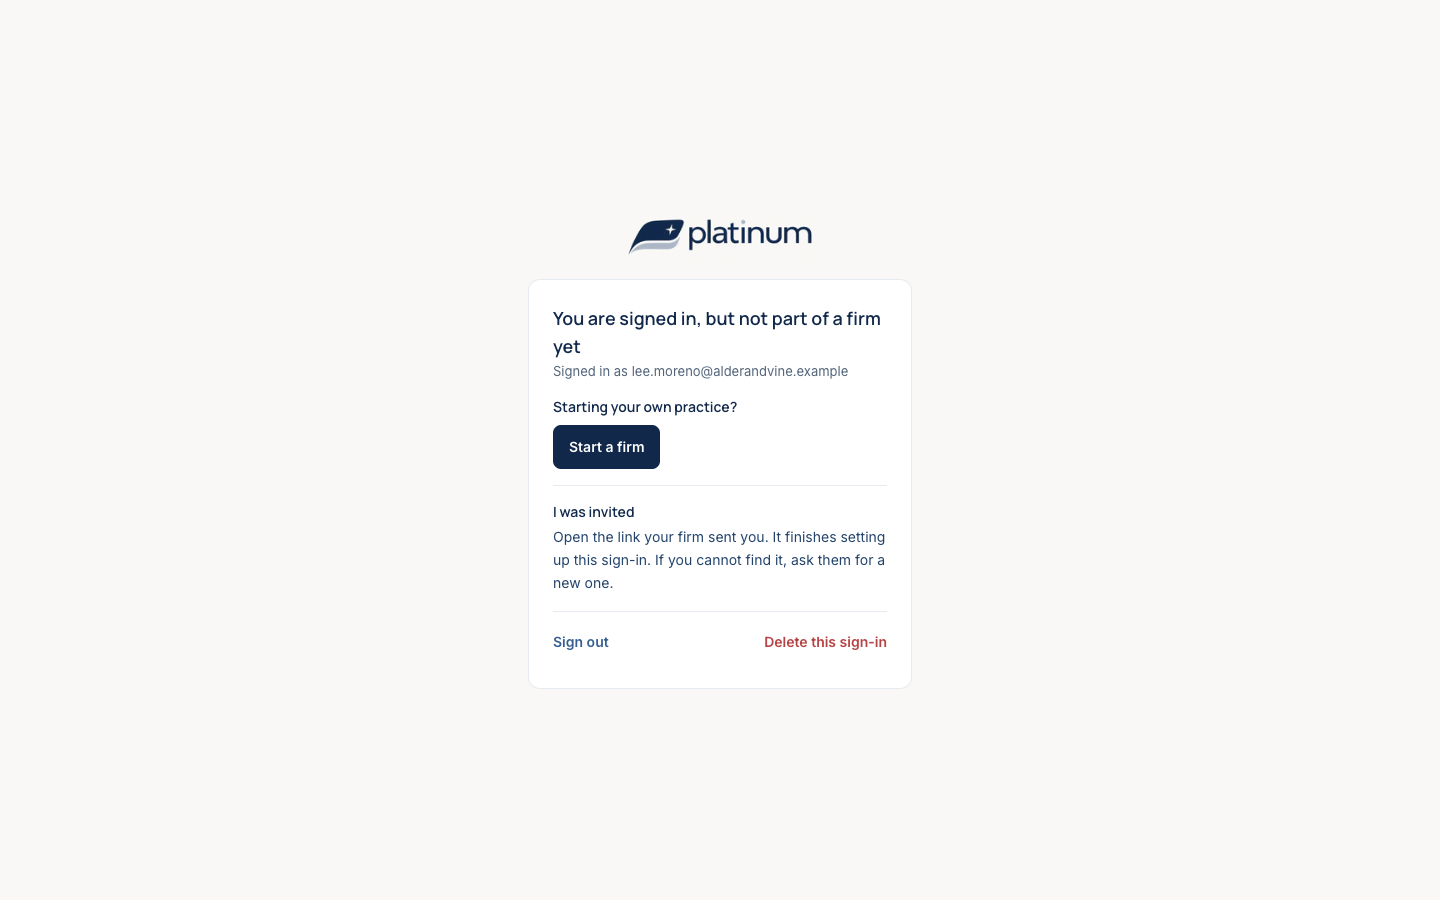 platinum
You are signed in, but not part of a firm
yet
Signed in as lee.moreno@alderandvine.example
Starting your own practice?
Start a firm
I was invited
Open the link your firm sent you. It finishes setting
up this sign-in. If you cannot find it, ask them for a
new one.
Sign out
Delete this sign-in